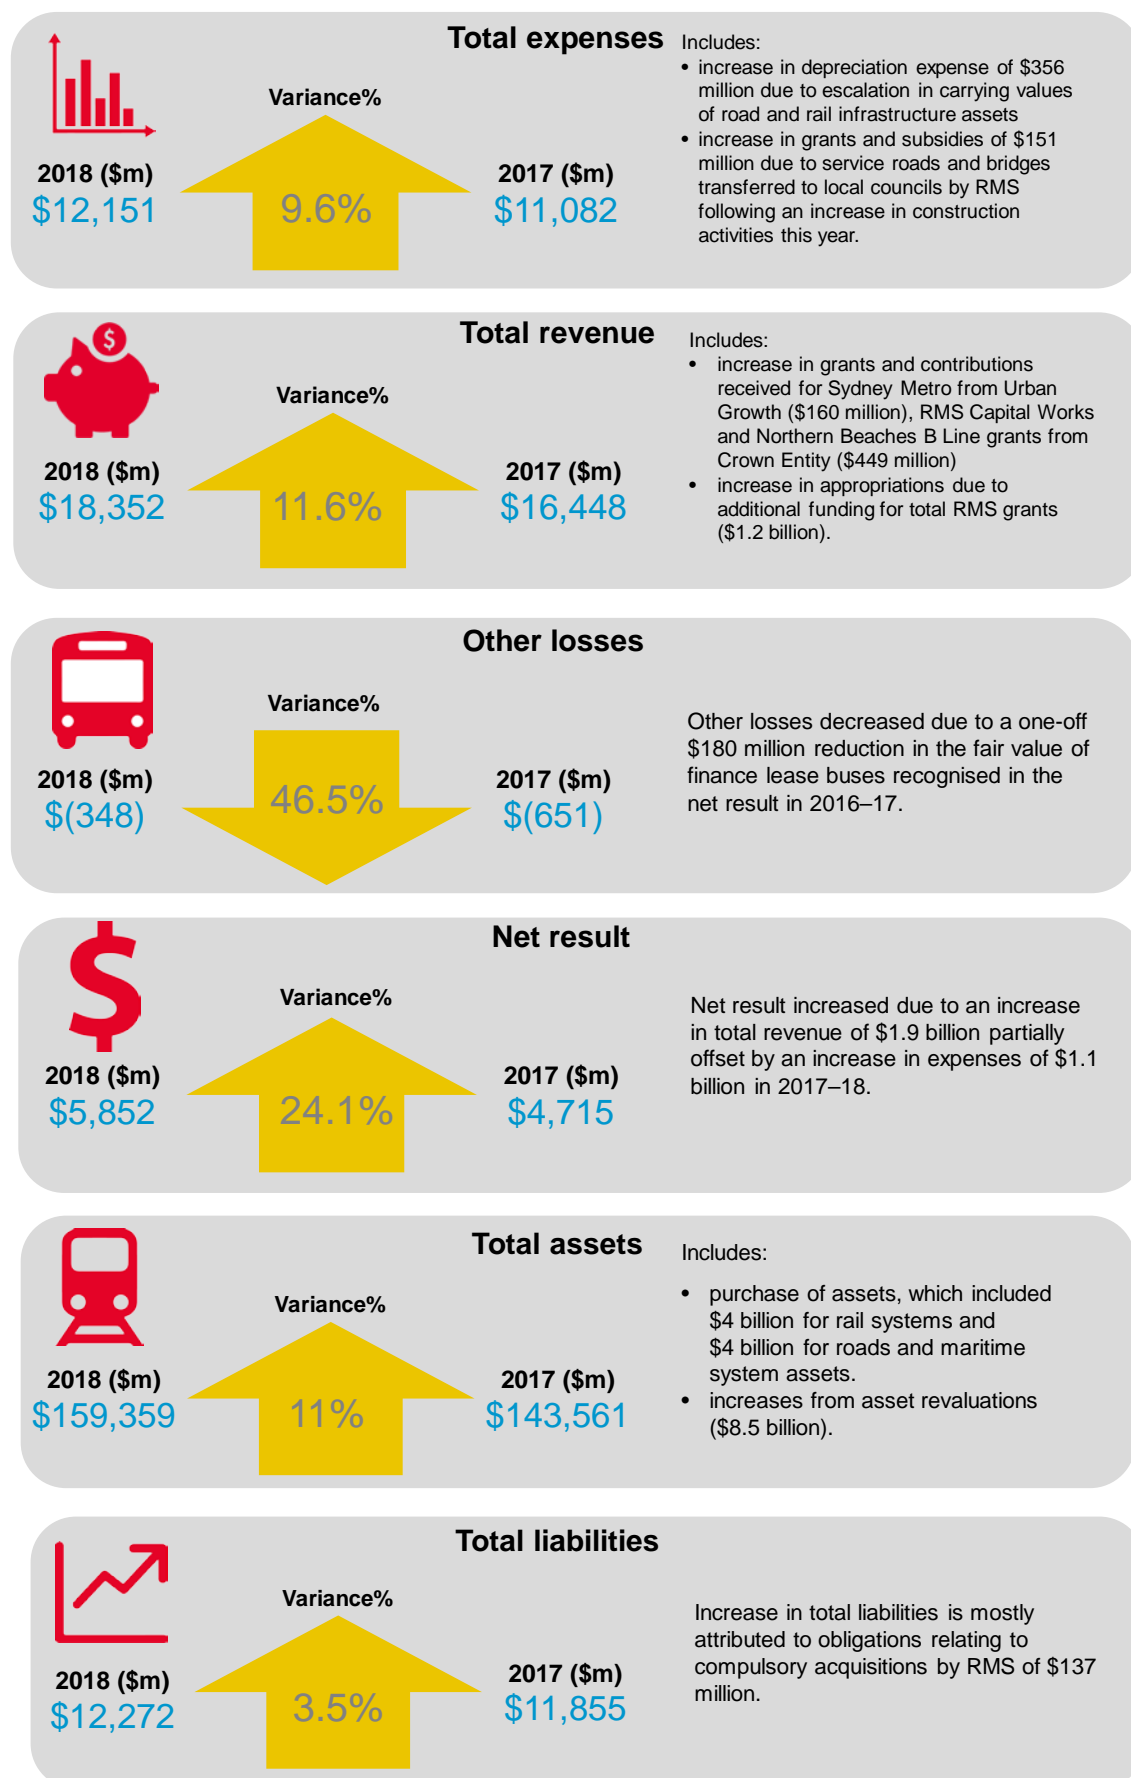 Total expenses
Variance%
2018 ($m)
$12,151
9.6%
2017 ($m)
$11,082
Includes:
• increase in depreciation expense of $356
million due to escalation in carrying values
of road and rail infrastructure assets
• increase in grants and subsidies of $151
million due to service roads and bridges
transferred to local councils by RMS
following an increase in construction
activities this year.
$
Total revenue
Variance%
2018 ($m)
$18,352
11.6%
2017 ($m)
$16,448
Includes:
• increase in grants and contributions
received for Sydney Metro from Urban
Growth ($160 million), RMS Capital Works
and Northern Beaches B Line grants from
Crown Entity ($449 million)
• increase in appropriations due to
additional funding for total RMS grants
($1.2 billion).
Other losses
Variance%
2018 ($m)
$(348)
46.5%
2017 ($m)
$(651)
Other losses decreased due to a one-off
$180 million reduction in the fair value of
finance lease buses recognised in the
net result in 2016–17.
$
Net result
Variance%
2018 ($m)
$5,852
24.1%
2017 ($m)
$4,715
Net result increased due to an increase
in total revenue of $1.9 billion partially
offset by an increase in expenses of $1.1
billion in 2017–18.
Total assets
Variance%
2018 ($m)
$159,359
11%
2017 ($m)
$143,561
Includes:
• purchase of assets, which included
$4 billion for rail systems and
$4 billion for roads and maritime
system assets.
• increases from asset revaluations
($8.5 billion).
Total liabilities
Variance%
2018 ($m)
$12,272
3.5%
2017 ($m)
$11,855
Increase in total liabilities is mostly
attributed to obligations relating to
compulsory acquisitions by RMS of $137
million.